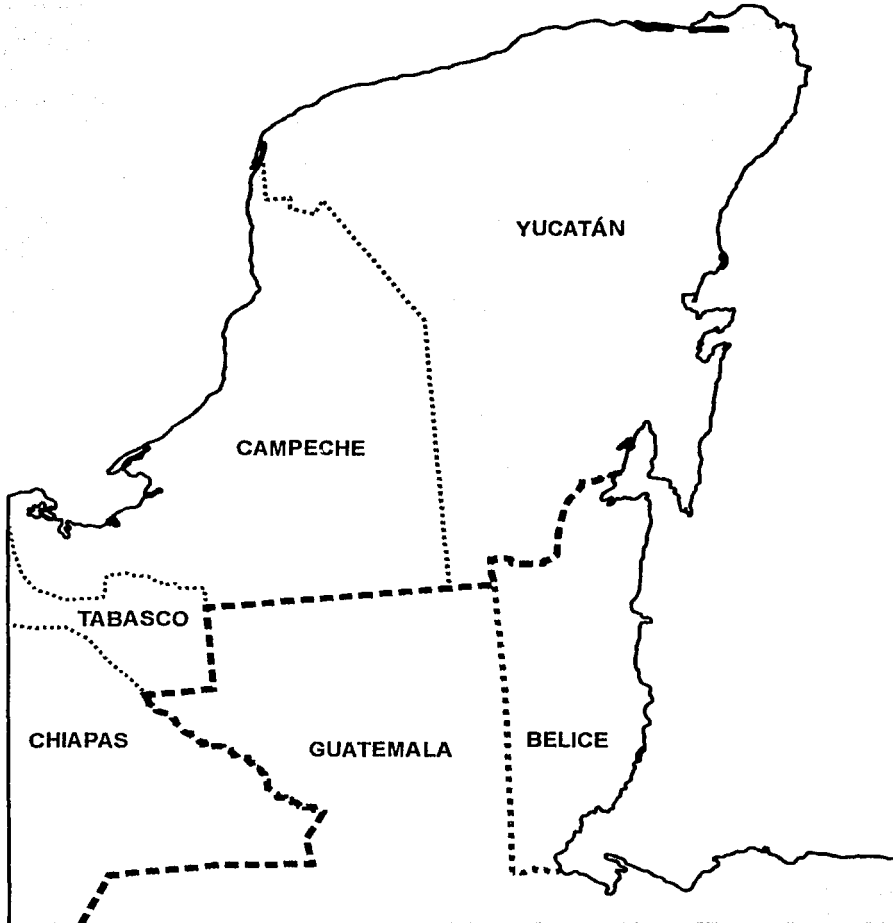 YUCATÁN
CAMPECHE
TABASCO
CHIAPAS
GUATEMALA
BELICE